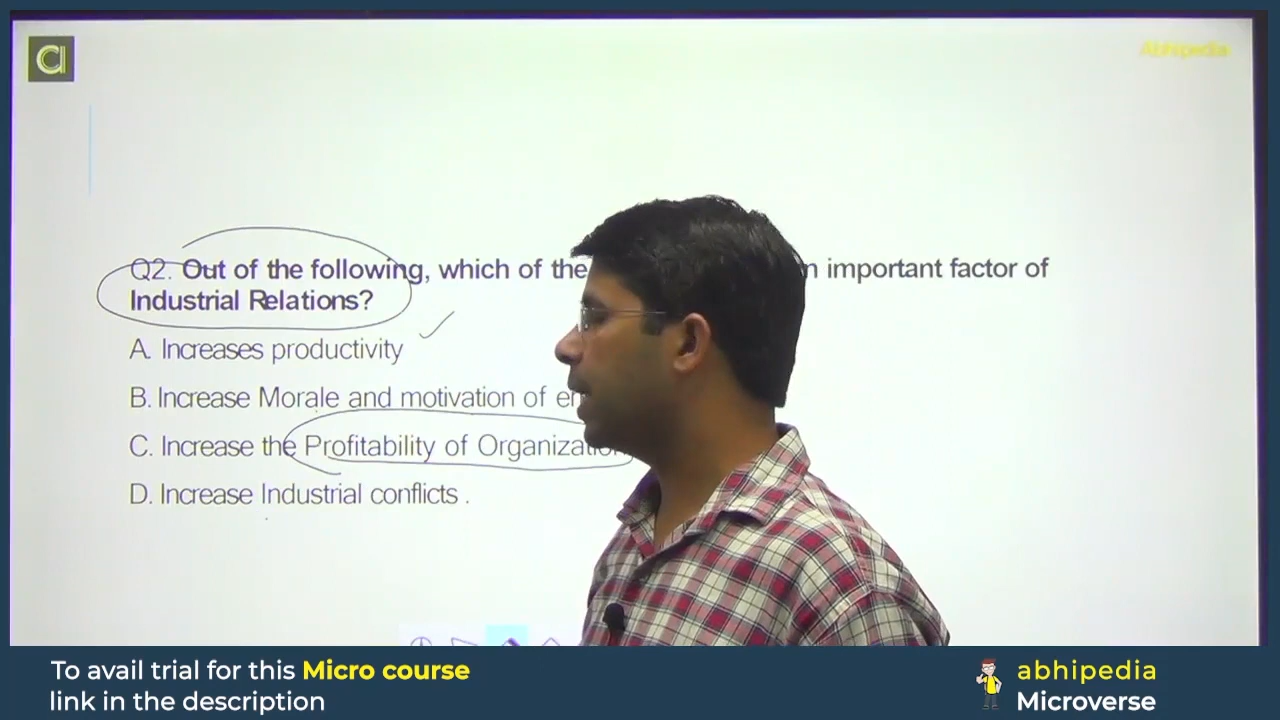 Abhipedia
Q2. Out of the following, which of the important factor of
Industrial Relations?
A. Increases productivity
B. Increase Morale and motivation of
C. Increase the Profitability of Organization
D. Increase Industrial conflicts .
To avail trial for this Micro course
link in the description
abhipedia
Microverse